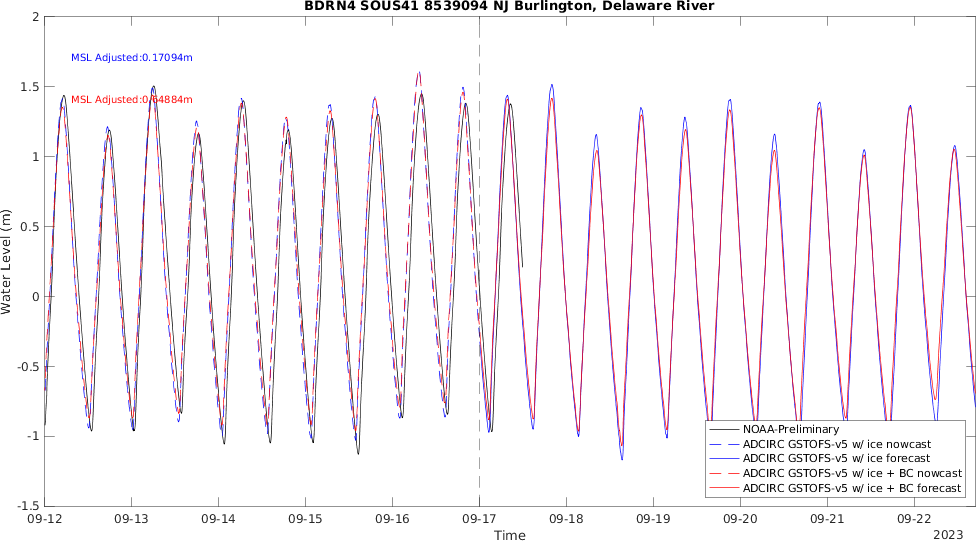 BDRN4 SOUS41 8539094 NJ Burlington, Delaware River
2
1.5
1
0.5
0
-0.5
-1
-1.5
Water Level (m)
MSL Adjusted:0.17094m
MSL Adjusted:0.64884m
NOAA-Preliminary
ADCIRC GSTOFS-v5 w/ ice nowcast
ADCIRC GSTOFS-v5 w/ ice forecast
ADCIRC GSTOFS-v5 w/ ice + BC nowcast
ADCIRC GSTOFS-v5 w/ ice + BC forecast
09-12 09-13 09-14 09-15 09-16 09-17 09-18 09-19 09-20 09-21 09-22
Time
2023